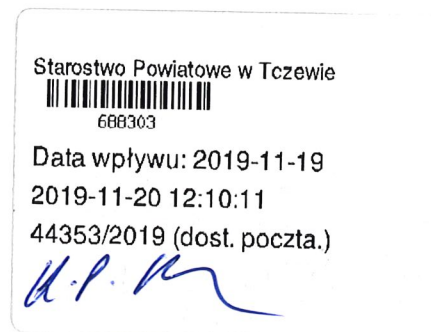 Starostwo Powiatowe w Tczewie
688303
Data wpływu: 2019-11-19
2019-11-20 12:10:11
44353/2019 (dost. poczta.)